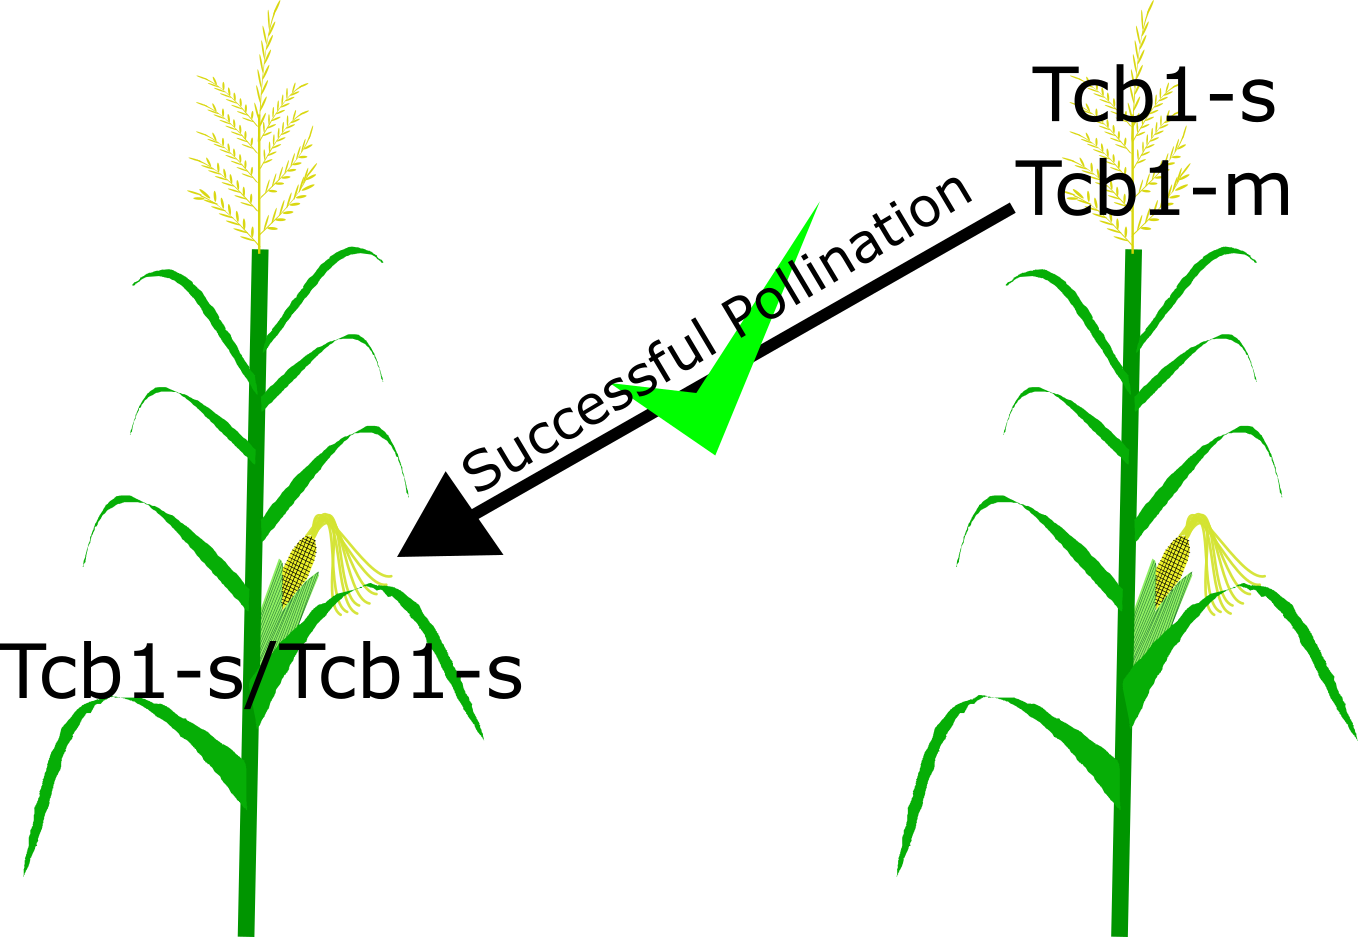 Tcb1-s
Tcb1-m
Successful Pollination
Tcb1-s/Tcb1-s